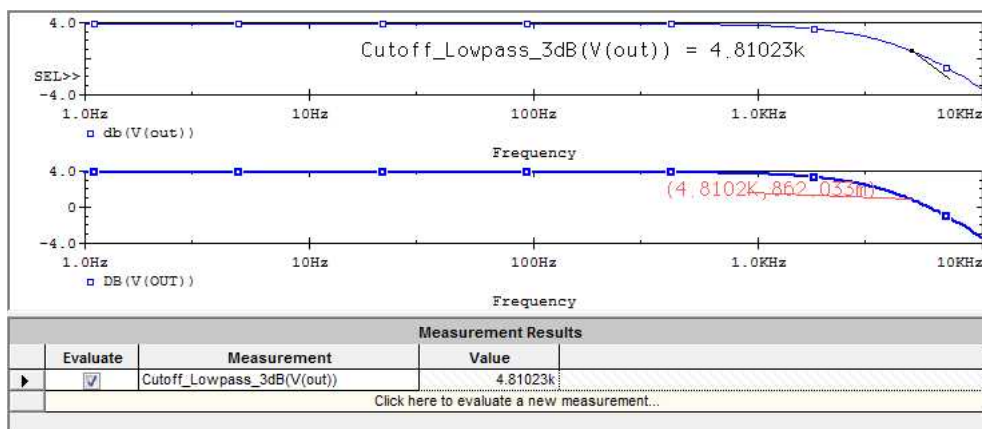 4.0
Cutoff_Lowpass_3dB(V(out)) = 4.81023k
SEL>>
-4.0
1.0Hz 10Hz 100Hz 1.0KHz 10KHz
db(V(out))
Frequency
4.0
(4.8102K,862.033m)
0
-4.0
1.0Hz 10Hz 100Hz 1.0KHz 10KHz
DB(V(OUT))
Frequency
Measurement Results
Evaluate Measurement Value
Cutoff_Lowpass_3dB(V(out)) 4.81023k
Click here to evaluate a new measurement...